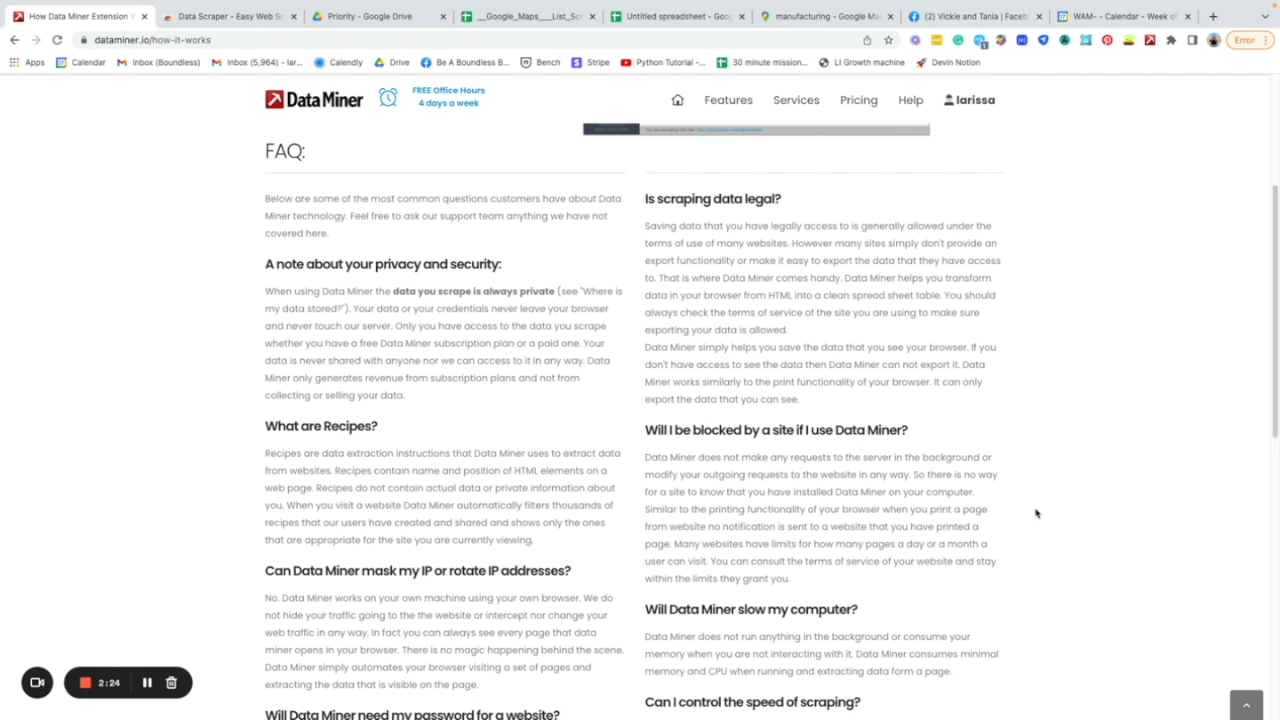 How Data Miner Extension W
Data Scraper - Easy Web Sc
Priority - Google Drive
__Google_Maps___List_Sc
Untitled spreadsheet - Goo
manufacturing - Google Ma
(2) Vickie and Tania | Faceb
WAM-- - Calendar - Week of
dataminer.io/how-it-works
Error
Apps
Calendar
Inbox (Boundless)
Inbox (5,964) - lar...
Calendly
Drive
Be A Boundless B...
Bench
Stripe
Python Tutorial -...
30 minute mission...
LI Growth machine
Devin Notion
Data Miner
FREE Office Hours
4 days a week
Features
Services
Pricing
Help
larissa
FAQ:
Below are some of the most common questions customers have about Data
Miner technology. Feel free to ask our support team anything we have not
covered here.
A note about your privacy and security:
When using Data Miner the data you scrape is always private (see "Where is
my data stored?"). Your data or your credentials never leave your browser
and never touch our server. Only you have access to the data you scrape
whether you have a free Data Miner subscription plan or a paid one. Your
data is never shared with anyone nor we can access to it in any way. Data
Miner only generates revenue from subscription plans and not from
collecting or selling your data.
What are Recipes?
Recipes are data extraction instructions that Data Miner uses to extract data
from websites. Recipes contain name and position of HTML elements on a
web page. Recipes do not contain actual data or private information about
you. When you visit a website Data Miner automatically filters thousands of
recipes that our users have created and shared and shows only the ones
that are appropriate for the site you are currently viewing.
Can Data Miner mask my IP or rotate IP addresses?
No. Data Miner works on your own machine using your own browser. We do
not hide your traffic going to the the website or intercept nor change your
web traffic in any way. In fact you can always see every page that data
miner opens in your browser. There is no magic happening behind the scene.
Data Miner simply automates your browser visiting a set of pages and
extracting the data that is visible on the page.
Will Data Miner need my password for a website?
Is scraping data legal?
Saving data that you have legally access to is generally allowed under the
terms of use of many websites. However many sites simply don't provide an
export functionality or make it easy to export the data that they have access
to. That is where Data Miner comes handy. Data Miner helps you transform
data in your browser from HTML into a clean spread sheet table. You should
always check the terms of service of the site you are using to make sure
exporting your data is allowed.
Data Miner simply helps you save the data that you see your browser. If you
don't have access to see the data then Data Miner can not export it. Data
Miner works similarly to the print functionality of your browser. It can only
export the data that you can see.
Will I be blocked by a site if I use Data Miner?
Data Miner does not make any requests to the server in the background or
modify your outgoing requests to the website in any way. So there is no way
for a site to know that you have installed Data Miner on your computer.
Similar to the printing functionality of your browser when you print a page
from website no notification is sent to a website that you have printed a
page. Many websites have limits for how many pages a day or a month a
user can visit. You can consult the terms of service of your website and stay
within the limits they grant you.
Will Data Miner slow my computer?
Data Miner does not run anything in the background or consume your
memory when you are not interacting with it. Data Miner consumes minimal
memory and CPU when running and extracting data form a page.
Can I control the speed of scraping?
2:24